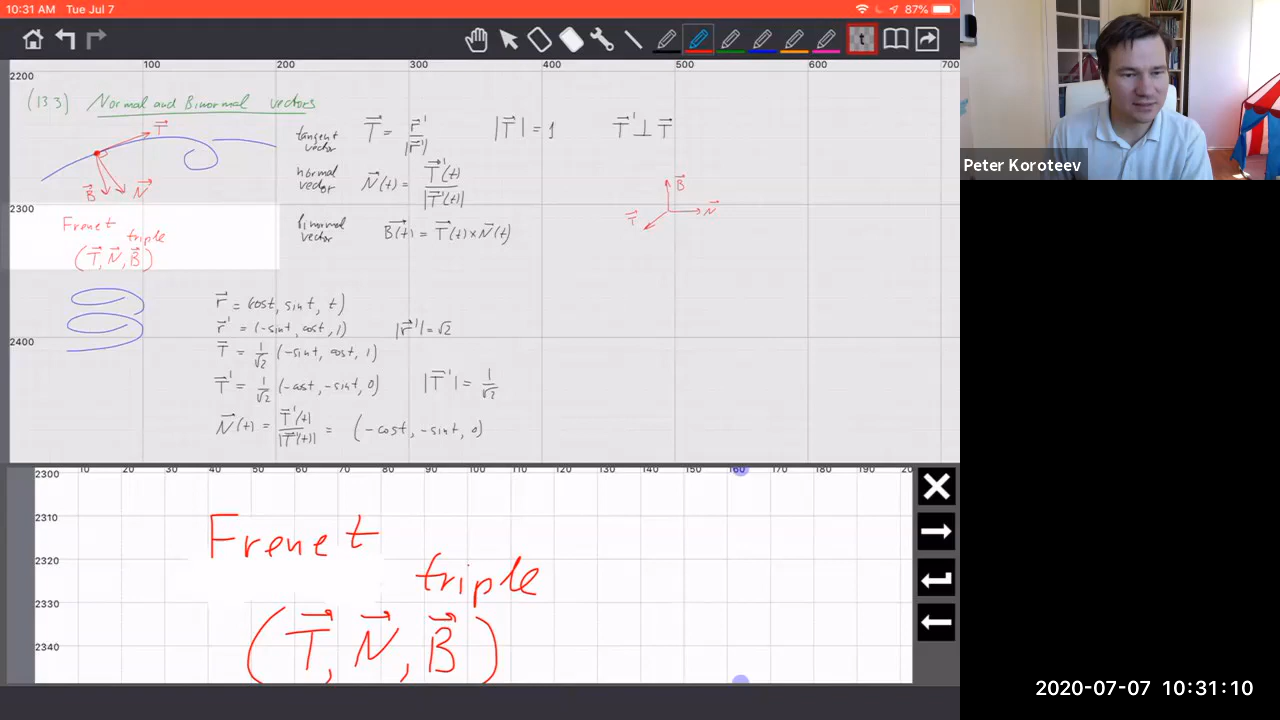 10:31 AM Tue Jul 7
87%
t
100 200 300 400 500 600 700
2200
(13.3) Normal and Binormal vectors
T⃗
B⃗ N⃗
tangent vector T⃗ = r⃗'/|r⃗'| |T⃗| = 1 T⃗' ⊥ T⃗
normal vector N⃗(t) = T⃗'(t)/|T⃗'(t)|
binormal vector B⃗(t) = T⃗(t) × N⃗(t)
B⃗
T⃗ N⃗
2300
Frenet triple
(T⃗, N⃗, B⃗)
r⃗ = (cost, sint, t)
r⃗' = (-sint, cost, 1) |r⃗'| = √2
2400
T⃗ = 1/√2 (-sint, cost, 1)
T⃗' = 1/√2 (-cost, -sint, 0) |T⃗'| = 1/√2
N⃗(t) = T⃗'(t)/|T⃗'(t)| = (-cost, -sint, 0)
10 20 30 40 50 60 70 80 90 100 110 120 130 140 150 160 170 180 190 20
2300
2310
2320
2330
2340
Frenet
triple
(T⃗, N⃗, B⃗)
Peter Koroteev
2020-07-07 10:31:10